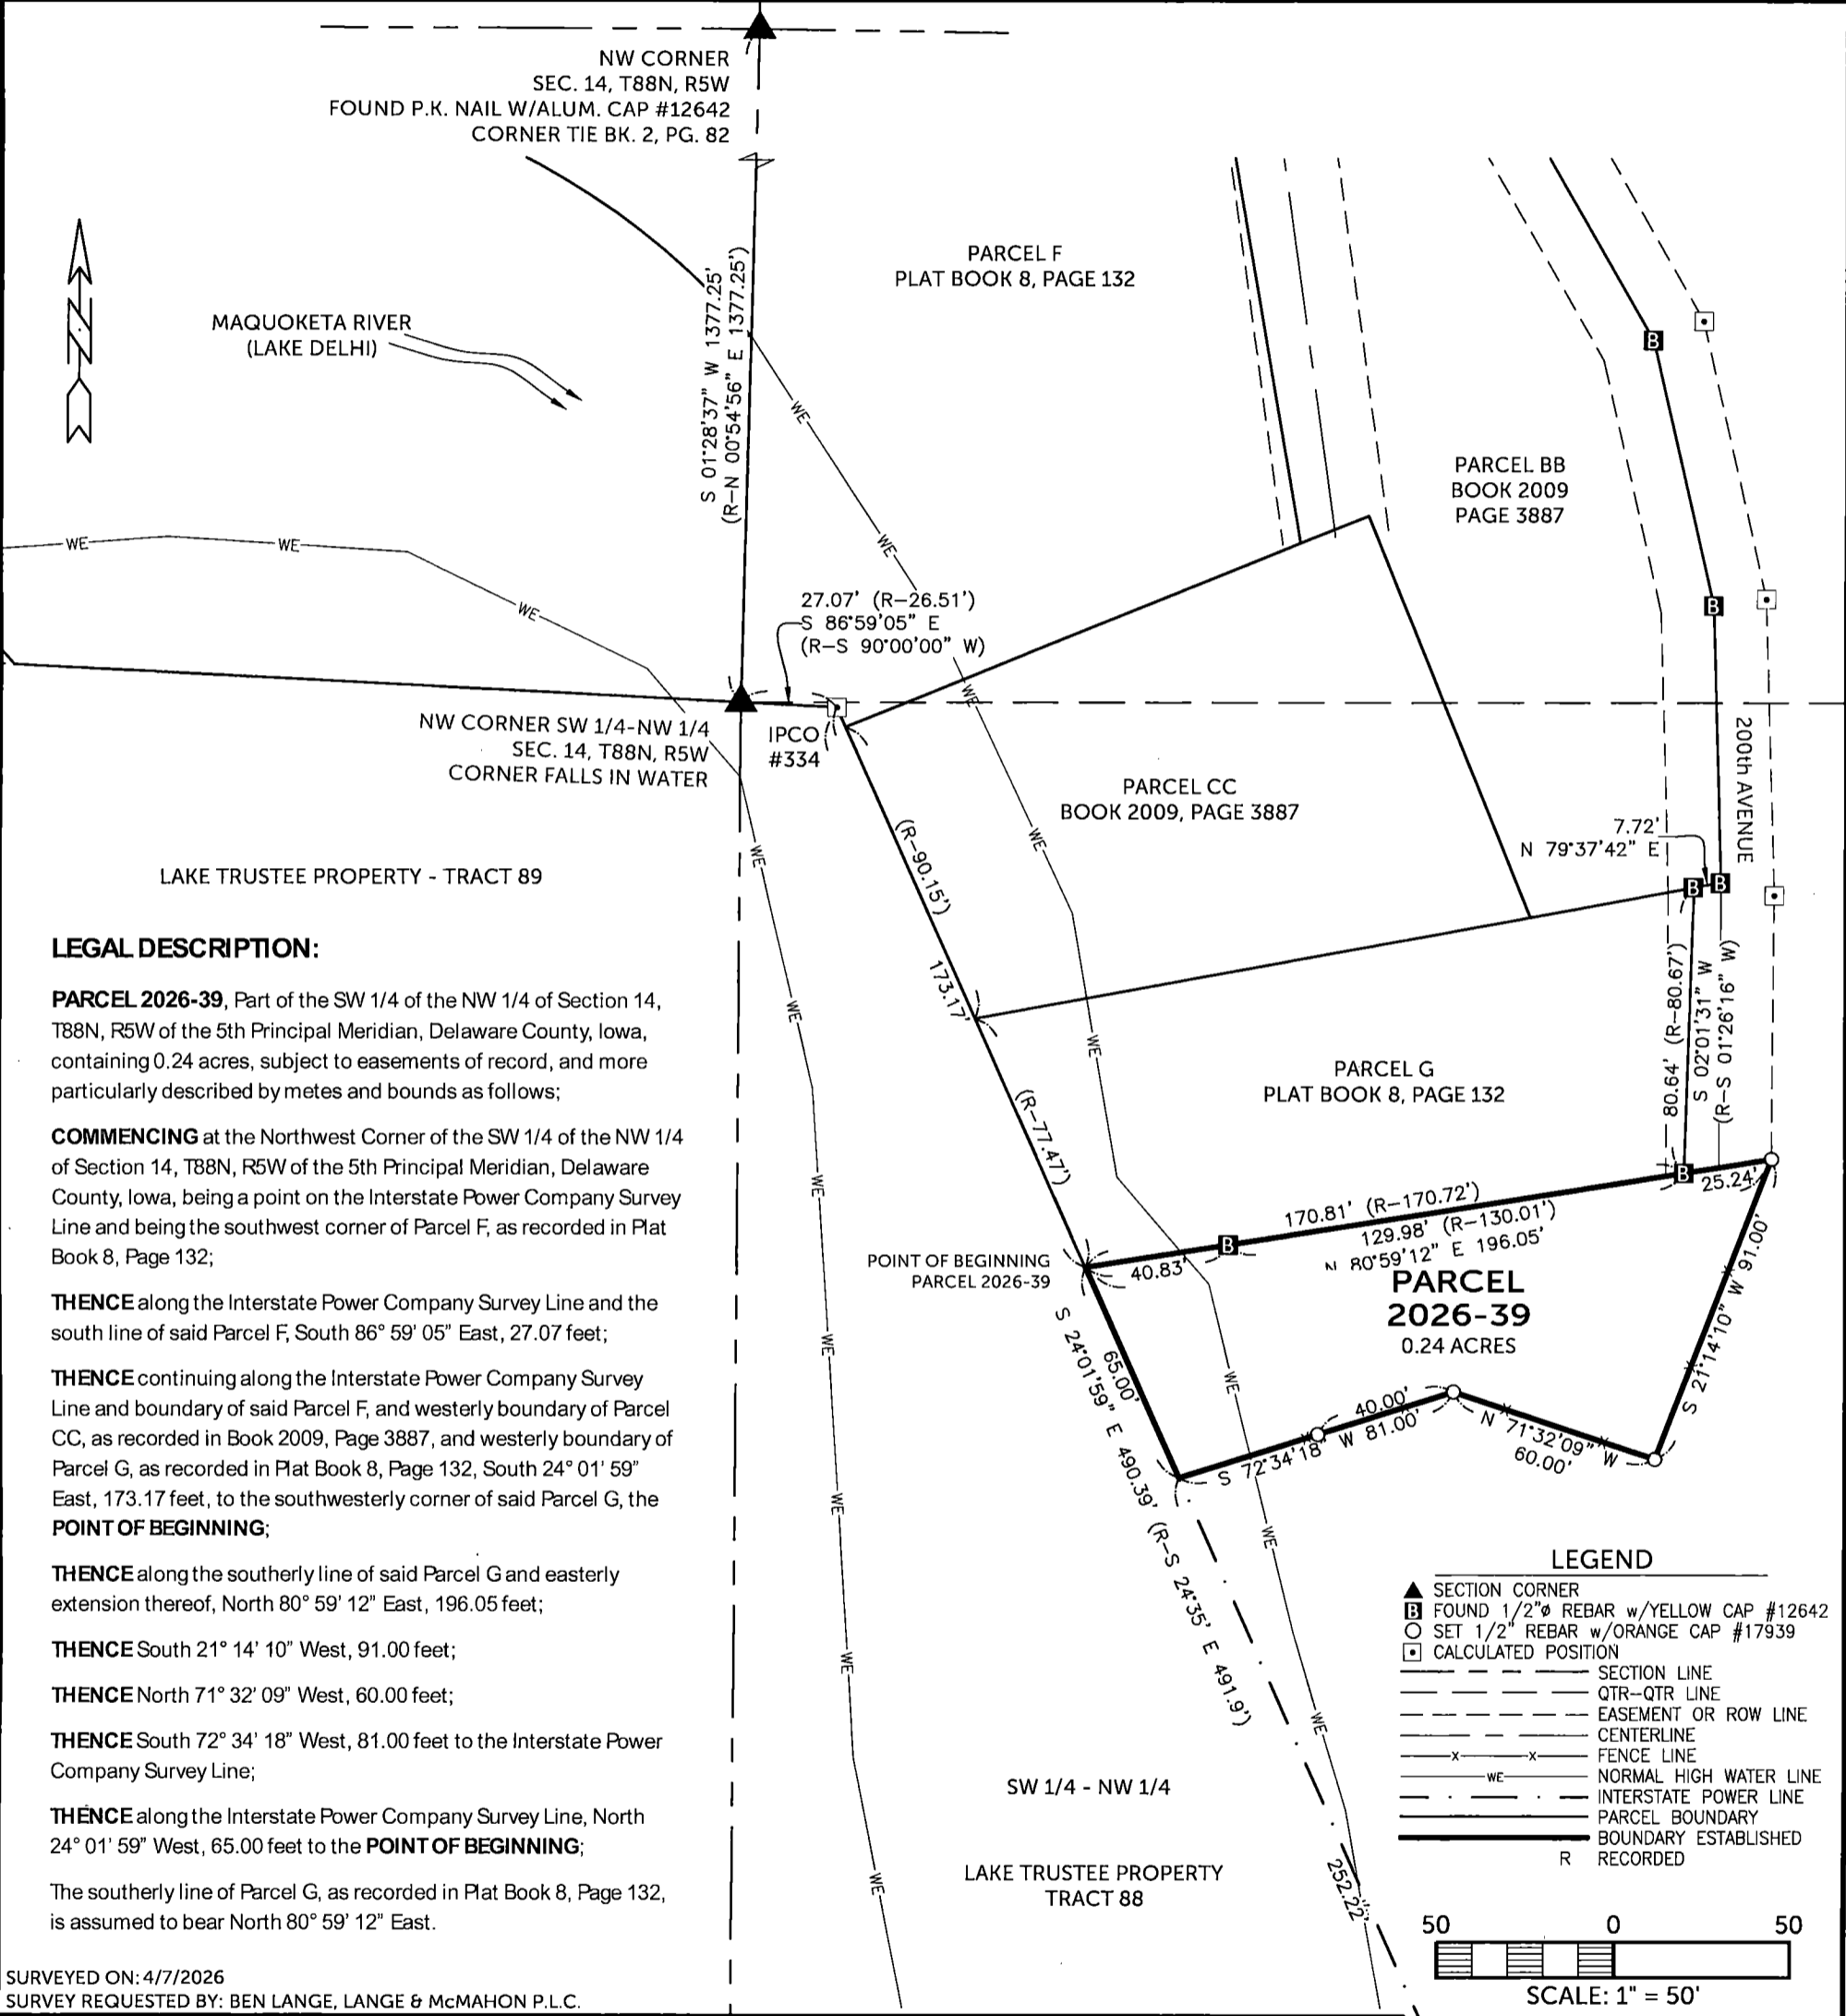 NW CORNER
SEC. 14, T88N, R5W
FOUND P.K. NAIL W/ALUM. CAP #12642
CORNER TIE BK. 2, PG. 82
N
MAQUOKETA RIVER
(LAKE DELHI)
S 01°28'37" W 1377.25'
(R-N 00°54'56" E 1377.25')
PARCEL F
PLAT BOOK 8, PAGE 132
PARCEL BB
BOOK 2009
PAGE 3887
B
B
WE
WE
WE
WE
WE
27.07' (R-26.51')
S 86°59'05" E
(R-S 90°00'00" W)
WE
NW CORNER SW 1/4-NW 1/4
SEC. 14, T88N, R5W
CORNER FALLS IN WATER
IPCO
#334
PARCEL CC
BOOK 2009, PAGE 3887
200th AVENUE
7.72'
N 79°37'42" E
B
B
WE
WE
(R-90.15')
173.17'
WE
WE
LAKE TRUSTEE PROPERTY - TRACT 89
PARCEL G
PLAT BOOK 8, PAGE 132
80.64' (R-80.67')
S 02°01'31" W
(R-S 01°26'16" W)
(R-77.47')
WE
B
25.24'
170.81' (R-170.72')
129.98' (R-130.01')
N 80°59'12" E 196.05'
B
40.83'
POINT OF BEGINNING
PARCEL 2026-39
PARCEL
2026-39
0.24 ACRES
S 21°14'10" W 91.00'
65.00'
S 24°01'59" E 490.39' (R-S 24°35' E 491.9')
WE
WE
40.00'
S 72°34'18" W 81.00'
N 71°32'09" W
60.00'
WE
WE
WE
WE
WE
SW 1/4 - NW 1/4
LAKE TRUSTEE PROPERTY
TRACT 88
252.22'
LEGAL DESCRIPTION:
PARCEL 2026-39, Part of the SW 1/4 of the NW 1/4 of Section 14,
T88N, R5W of the 5th Principal Meridian, Delaware County, Iowa,
containing 0.24 acres, subject to easements of record, and more
particularly described by metes and bounds as follows;
COMMENCING at the Northwest Corner of the SW 1/4 of the NW 1/4
of Section 14, T88N, R5W of the 5th Principal Meridian, Delaware
County, Iowa, being a point on the Interstate Power Company Survey
Line and being the southwest corner of Parcel F, as recorded in Plat
Book 8, Page 132;
THENCE along the Interstate Power Company Survey Line and the
south line of said Parcel F, South 86° 59' 05" East, 27.07 feet;
THENCE continuing along the Interstate Power Company Survey
Line and boundary of said Parcel F, and westerly boundary of Parcel
CC, as recorded in Book 2009, Page 3887, and westerly boundary of
Parcel G, as recorded in Plat Book 8, Page 132, South 24° 01' 59"
East, 173.17 feet, to the southwesterly corner of said Parcel G, the
POINT OF BEGINNING;
THENCE along the southerly line of said Parcel G and easterly
extension thereof, North 80° 59' 12" East, 196.05 feet;
THENCE South 21° 14' 10" West, 91.00 feet;
THENCE North 71° 32' 09" West, 60.00 feet;
THENCE South 72° 34' 18" West, 81.00 feet to the Interstate Power
Company Survey Line;
THENCE along the Interstate Power Company Survey Line, North
24° 01' 59" West, 65.00 feet to the POINT OF BEGINNING;
The southerly line of Parcel G, as recorded in Plat Book 8, Page 132,
is assumed to bear North 80° 59' 12" East.
SURVEYED ON: 4/7/2026
SURVEY REQUESTED BY: BEN LANGE, LANGE & McMAHON P.L.C.
LEGEND
SECTION CORNER
B FOUND 1/2"ø REBAR w/YELLOW CAP #12642
SET 1/2" REBAR w/ORANGE CAP #17939
CALCULATED POSITION
SECTION LINE
QTR-QTR LINE
EASEMENT OR ROW LINE
CENTERLINE
x x FENCE LINE
WE NORMAL HIGH WATER LINE
INTERSTATE POWER LINE
PARCEL BOUNDARY
BOUNDARY ESTABLISHED
R RECORDED
50 0 50
SCALE: 1" = 50'